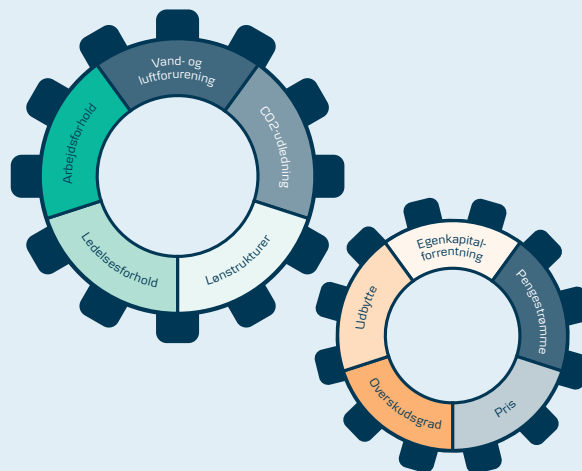 Vand- og
luftforurening
CO2-udledning
Lønstrukturer
Ledelsesforhold
Arbejdsforhold
Egenkapital-
forrentning
Pengestrømme
Pris
Overskudsgrad
Udbytte